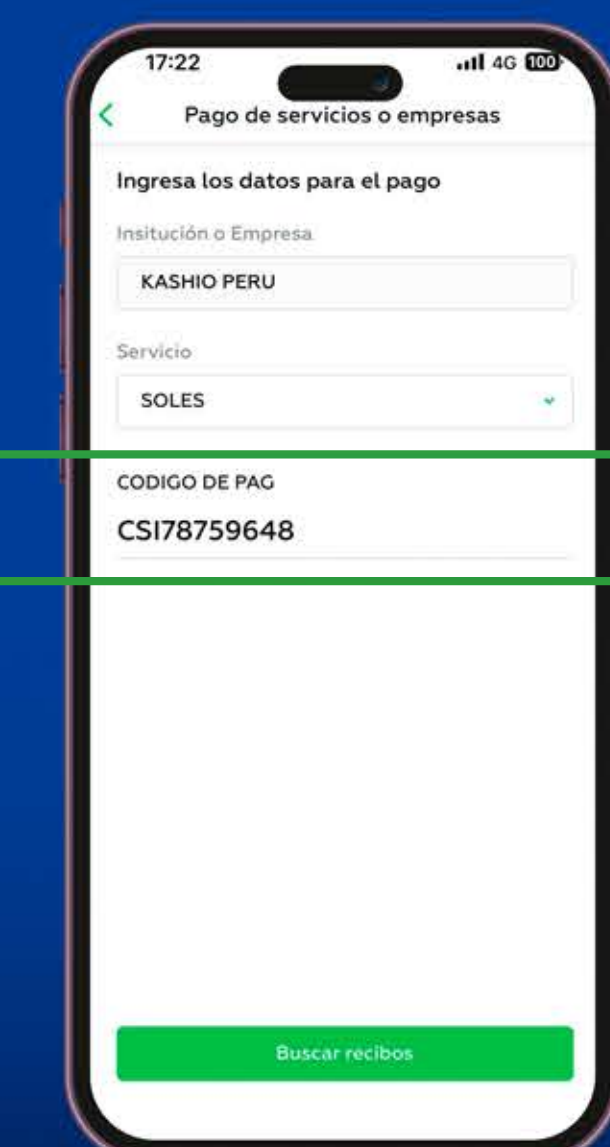 17:22
4G 100
Pago de servicios o empresas
Ingresa los datos para el pago
Insitución o Empresa
KASHIO PERU
Servicio
SOLES
CODIGO DE PAG
CSI78759648
Buscar recibos